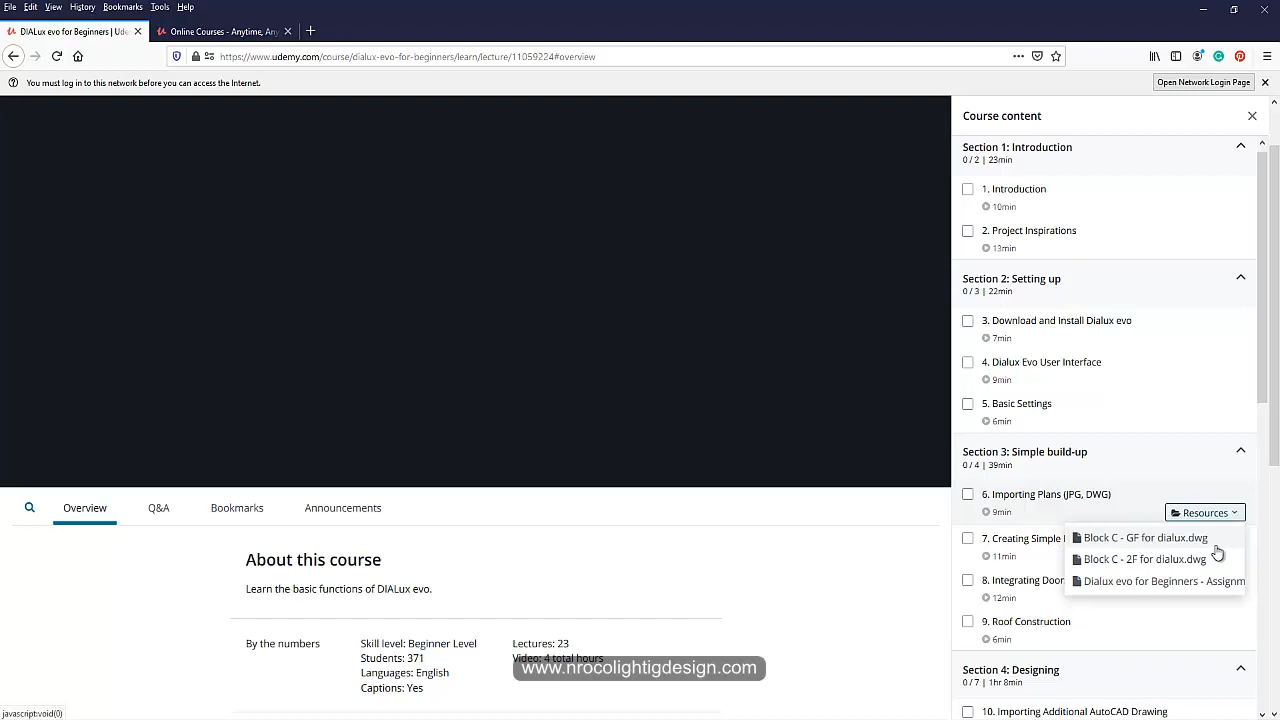 File Edit View History Bookmarks Tools Help
DIALux evo for Beginners | Ude
Online Courses - Anytime, Any
https://www.udemy.com/course/dialux-evo-for-beginners/learn/lecture/11059224#overview
You must log in to this network before you can access the Internet.
Open Network Login Page
Course content
Section 1: Introduction
0 / 2 | 23min
1. Introduction
10min
2. Project Inspirations
13min
Section 2: Setting up
0 / 3 | 22min
3. Download and Install Dialux evo
7min
4. Dialux Evo User Interface
9min
5. Basic Settings
6min
Section 3: Simple build-up
0 / 4 | 39min
6. Importing Plans (JPG, DWG)
9min
Resources
Block C - GF for dialux.dwg
Block C - 2F for dialux.dwg
Dialux evo for Beginners - Assignm
7. Creating Simple
11min
8. Integrating Door
12min
9. Roof Construction
6min
Section 4: Designing
0 / 7 | 1hr 8min
10. Importing Additional AutoCAD Drawing
Overview Q&A Bookmarks Announcements
About this course
Learn the basic functions of DIALux evo.
By the numbers
Skill level: Beginner Level
Students: 371
Languages: English
Captions: Yes
Lectures: 23
Video: 4 total hours
www.nrocolightigdesign.com
javascript:void(0)